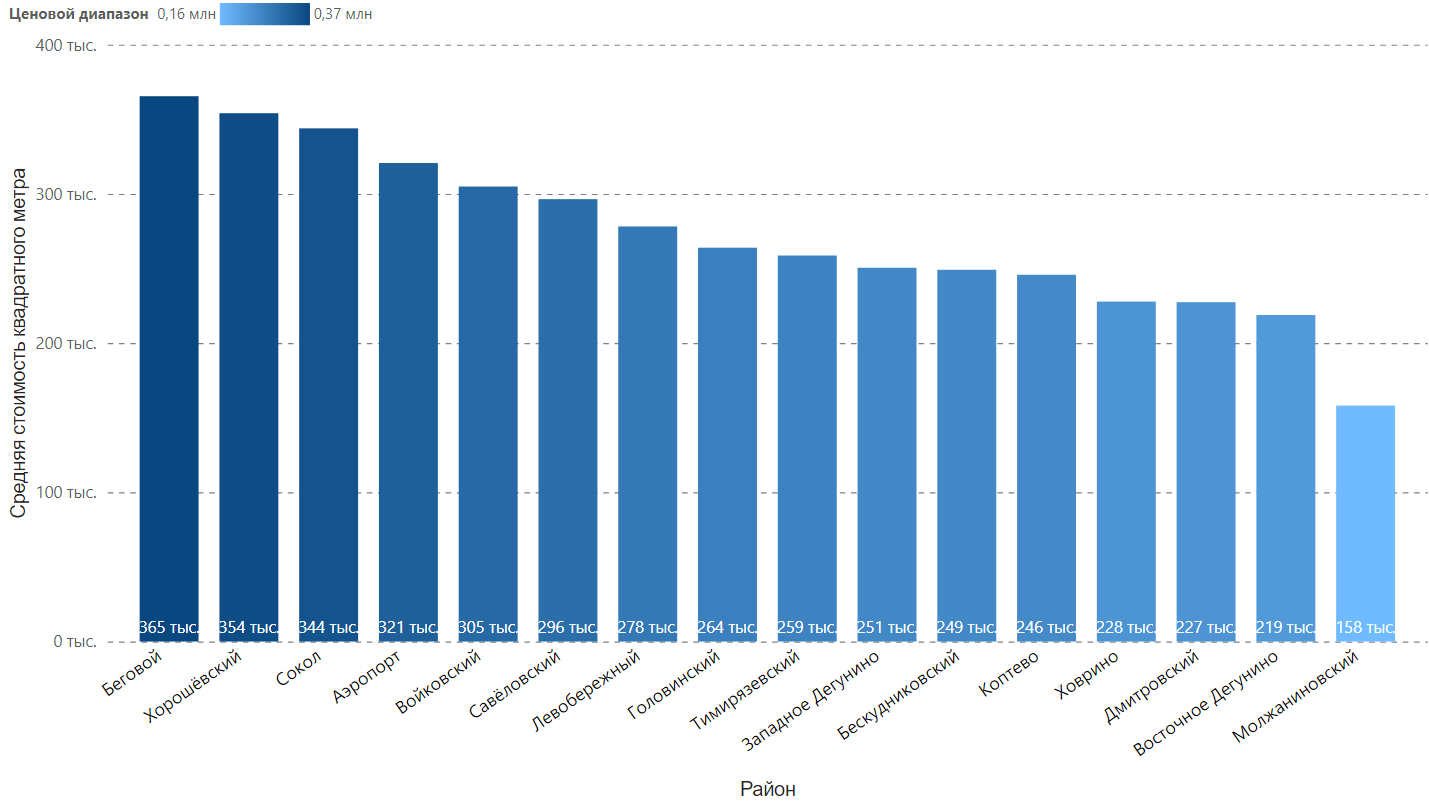 Ценовой диапазон 0,16 млн 0,37 млн
400 тыс.
300 тыс.
200 тыс.
100 тыс.
0 тыс.
Средняя стоимость квадратного метра
365 тыс. 354 тыс. 344 тыс. 321 тыс. 305 тыс. 296 тыс. 278 тыс. 264 тыс. 259 тыс. 251 тыс. 249 тыс. 246 тыс. 228 тыс. 227 тыс. 219 тыс. 158 тыс.
Беговой
Хорошёвский
Сокол
Аэропорт
Войковский
Савёловский
Левобережный
Головинский
Тимирязевский
Западное Дегунино
Бескудниковский
Коптево
Ховрино
Дмитровский
Восточное Дегунино
Молжаниновский
Район